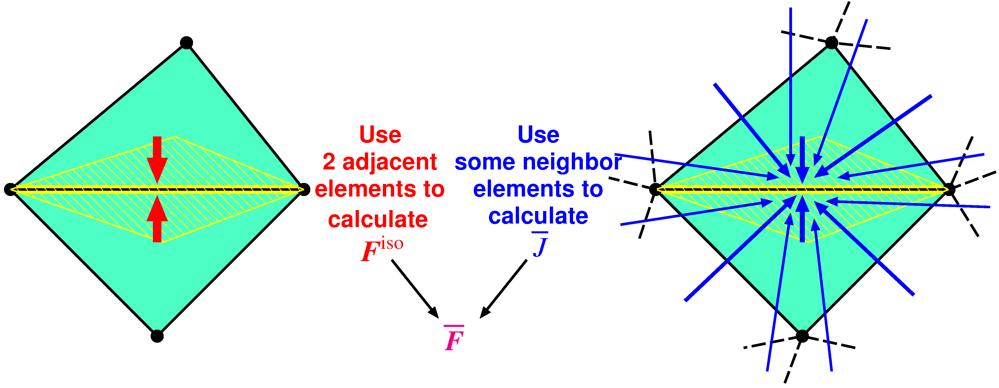 Use
2 adjacent
elements to
calculate
F^iso
Use
some neighbor
elements to
calculate
J̅
F̅